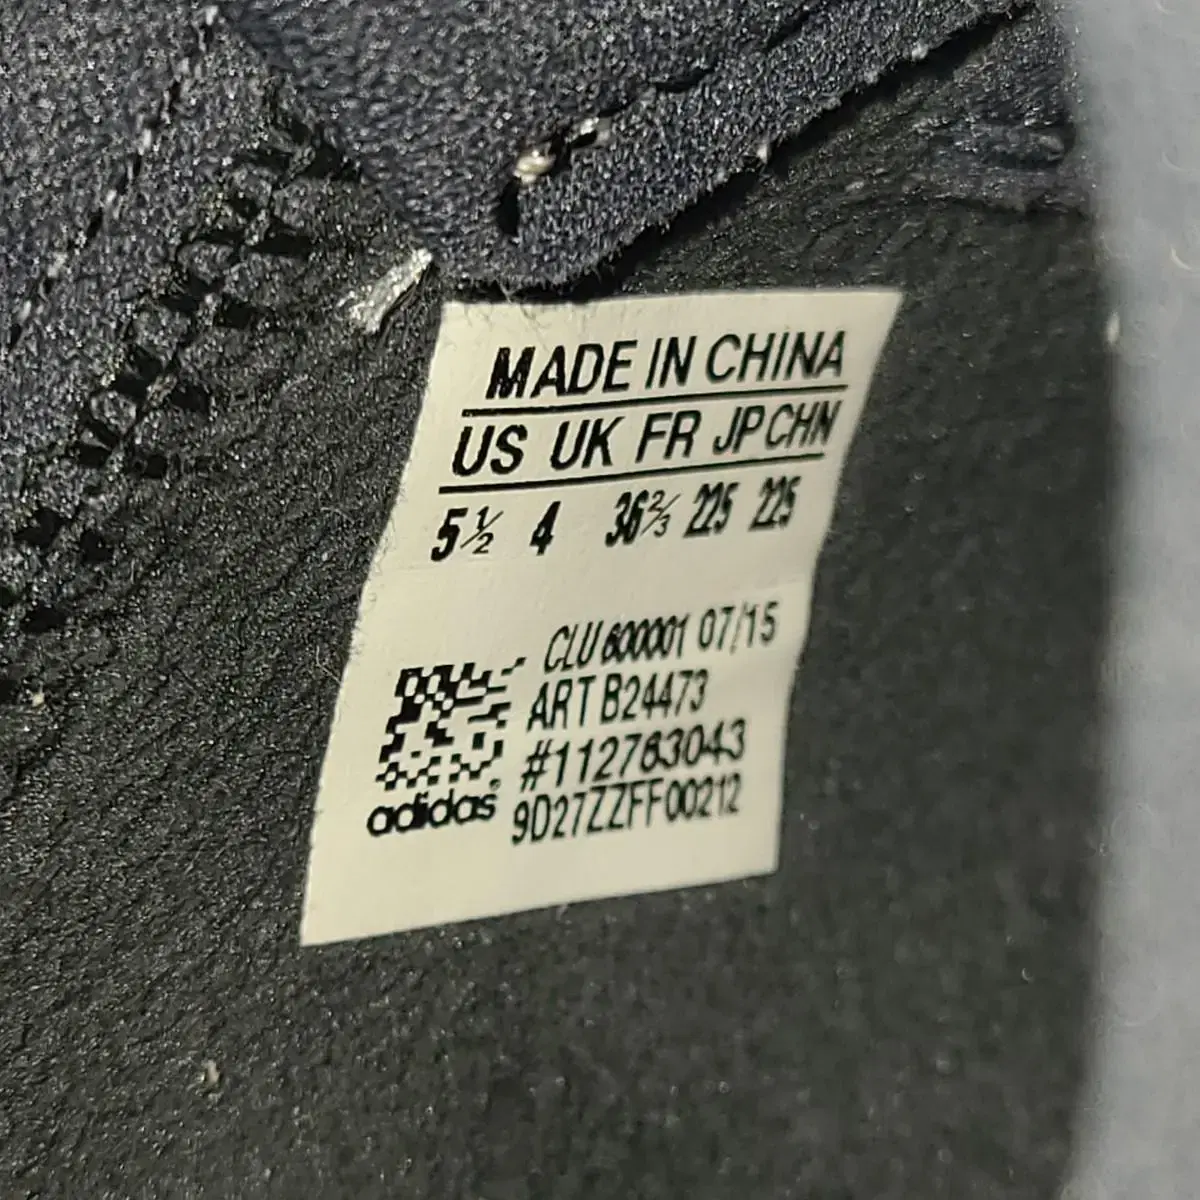 MADE IN CHINA
US UK FR JP CHN
5½ 4 36⅔ 225 225
CLU 600001 07/15
ART B24473
#112763043
adidas®
9D27ZZFF00212